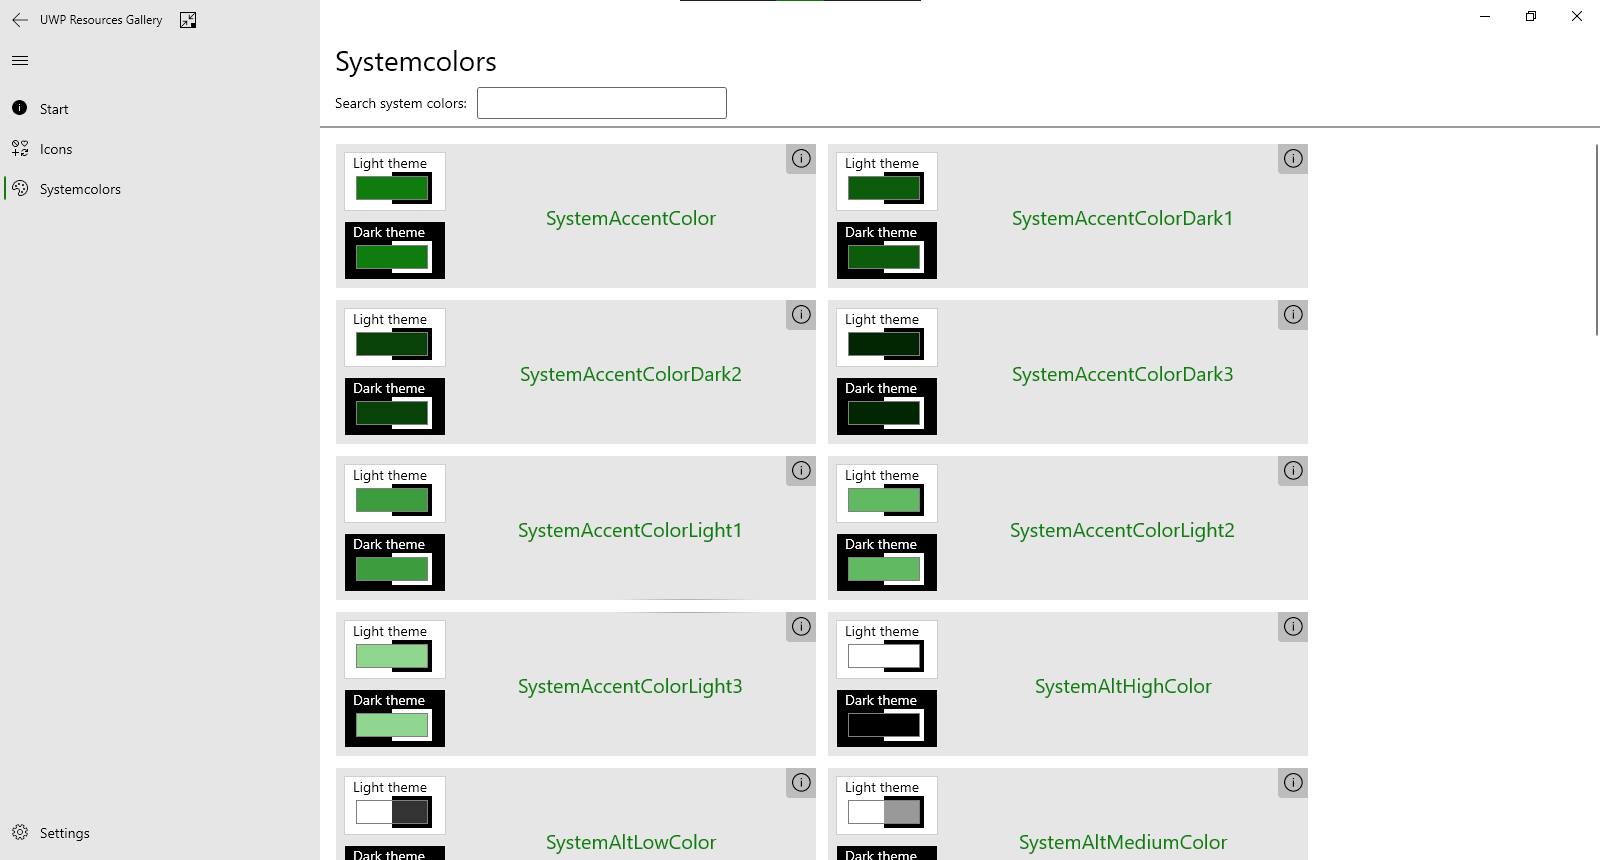 UWP Resources Gallery
Start
Icons
Systemcolors
Settings
Systemcolors
Search system colors:
Light theme
Dark theme
SystemAccentColor
Light theme
Dark theme
SystemAccentColorDark1
Light theme
Dark theme
SystemAccentColorDark2
Light theme
Dark theme
SystemAccentColorDark3
Light theme
Dark theme
SystemAccentColorLight1
Light theme
Dark theme
SystemAccentColorLight2
Light theme
Dark theme
SystemAccentColorLight3
Light theme
Dark theme
SystemAltHighColor
Light theme
Dark theme
SystemAltLowColor
Light theme
Dark theme
SystemAltMediumColor